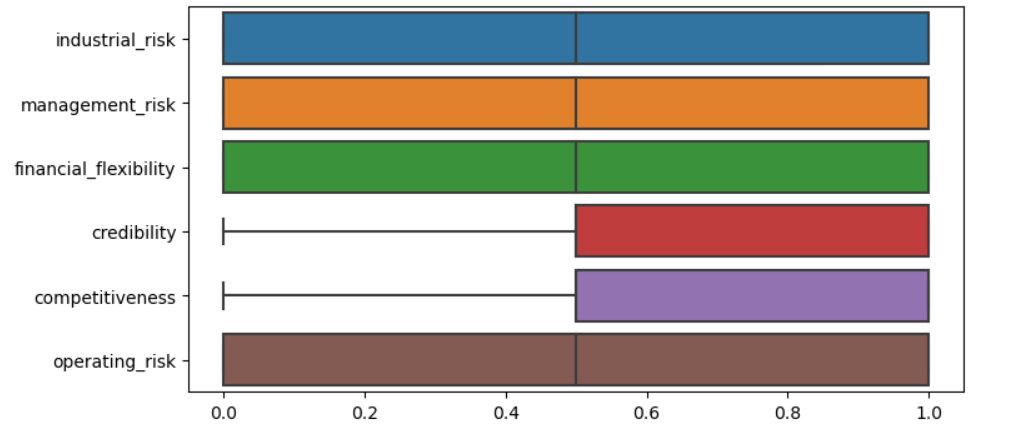 industrial_risk
management_risk
financial_flexibility
credibility
competitiveness
operating_risk
0.0 0.2 0.4 0.6 0.8 1.0